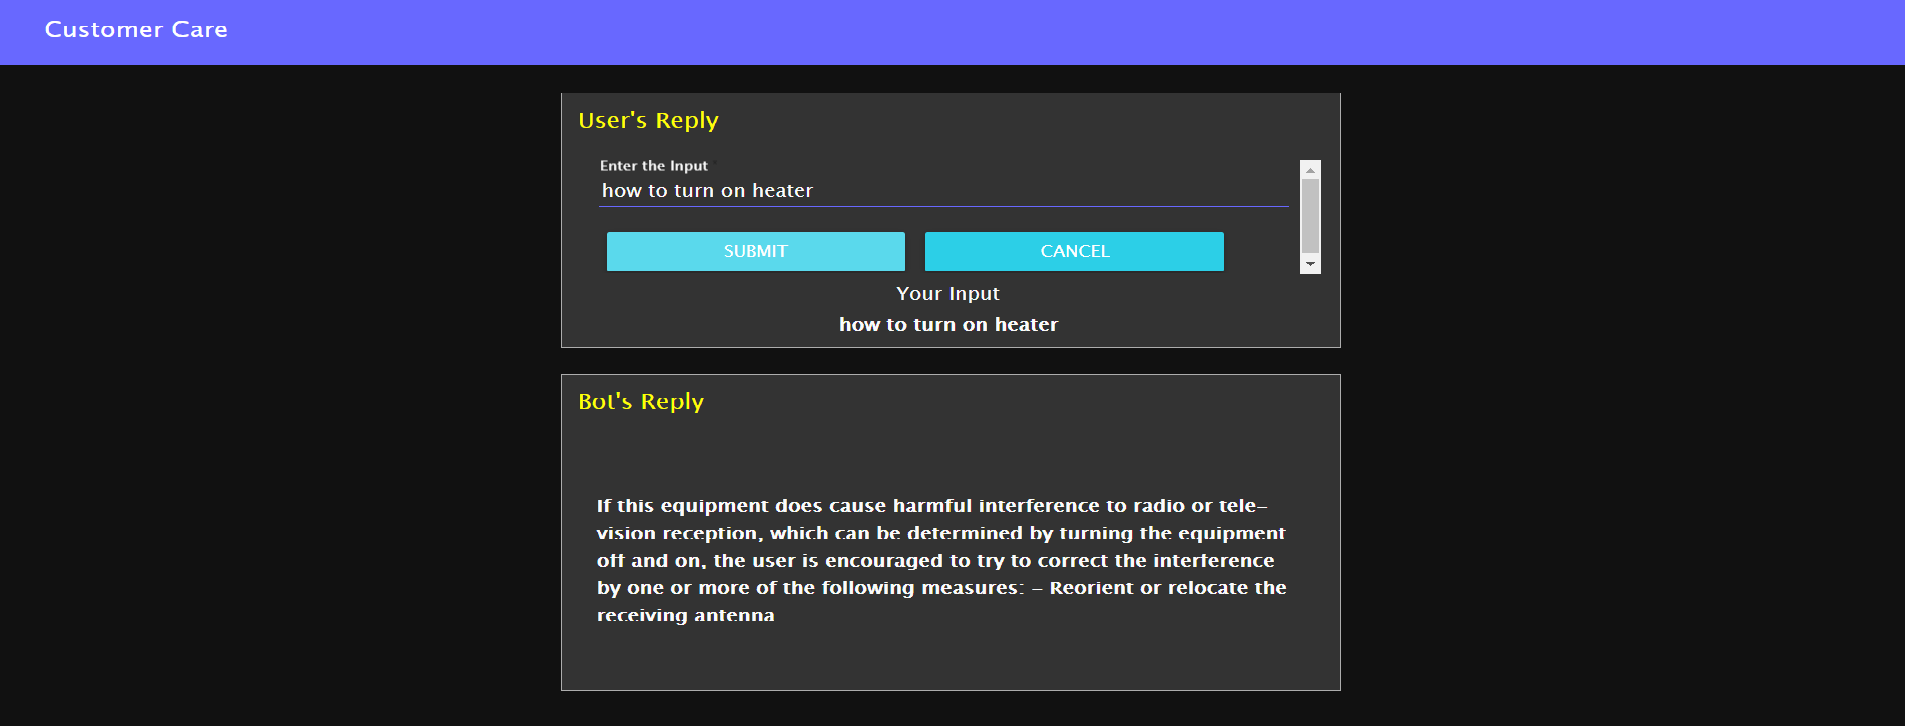 Customer Care
User's Reply
Enter the Input *
how to turn on heater
SUBMIT
CANCEL
Your Input
how to turn on heater
Bot's Reply
If this equipment does cause harmful interference to radio or tele-
vision reception, which can be determined by turning the equipment
off and on, the user is encouraged to try to correct the interference
by one or more of the following measures: - Reorient or relocate the
receiving antenna